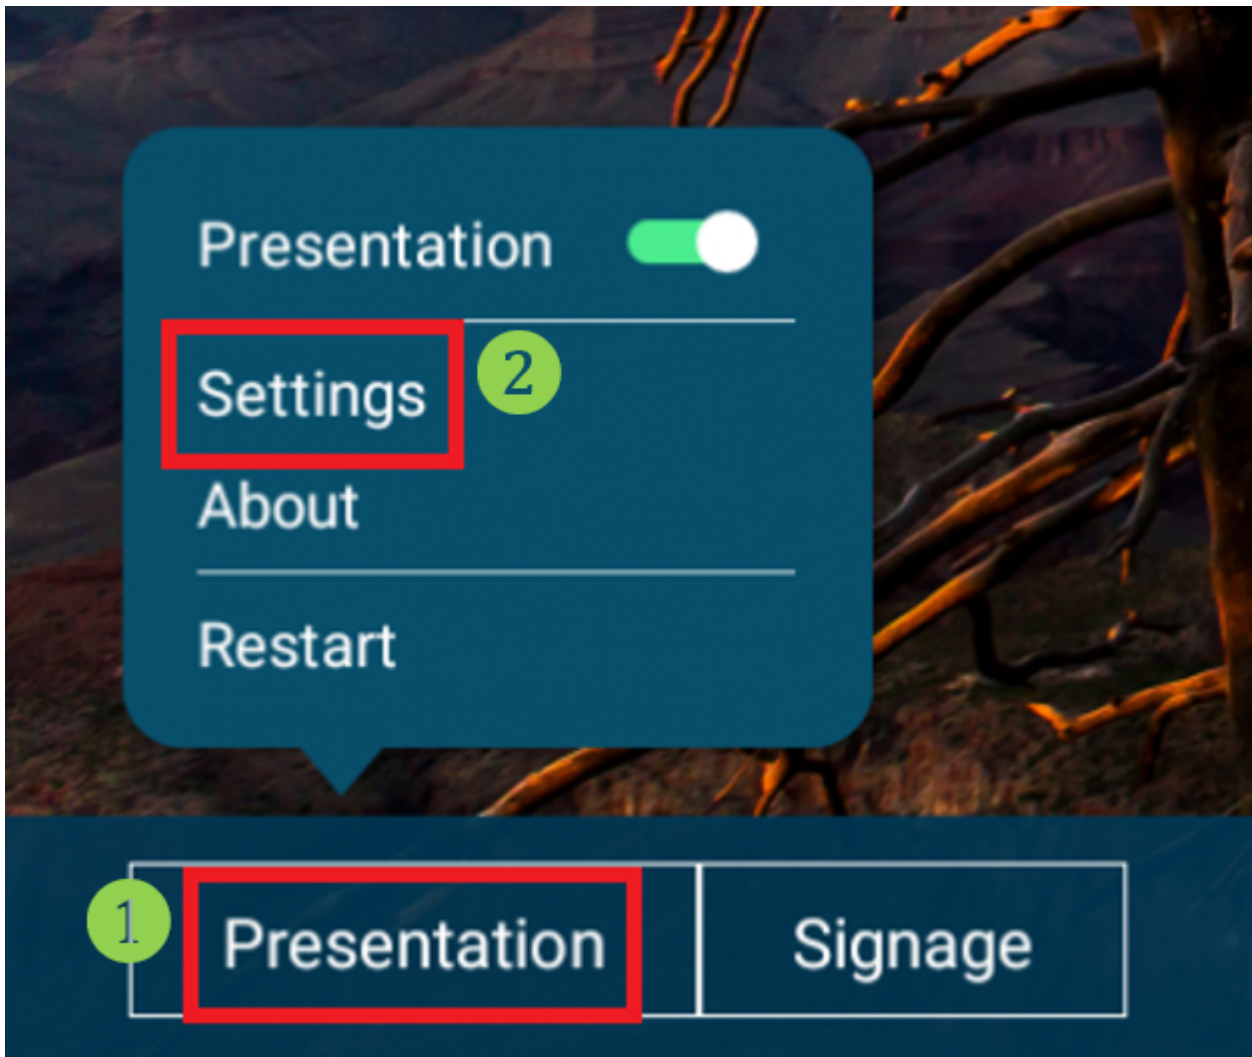 Presentation
Settings 2
About
Restart
1 Presentation Signage